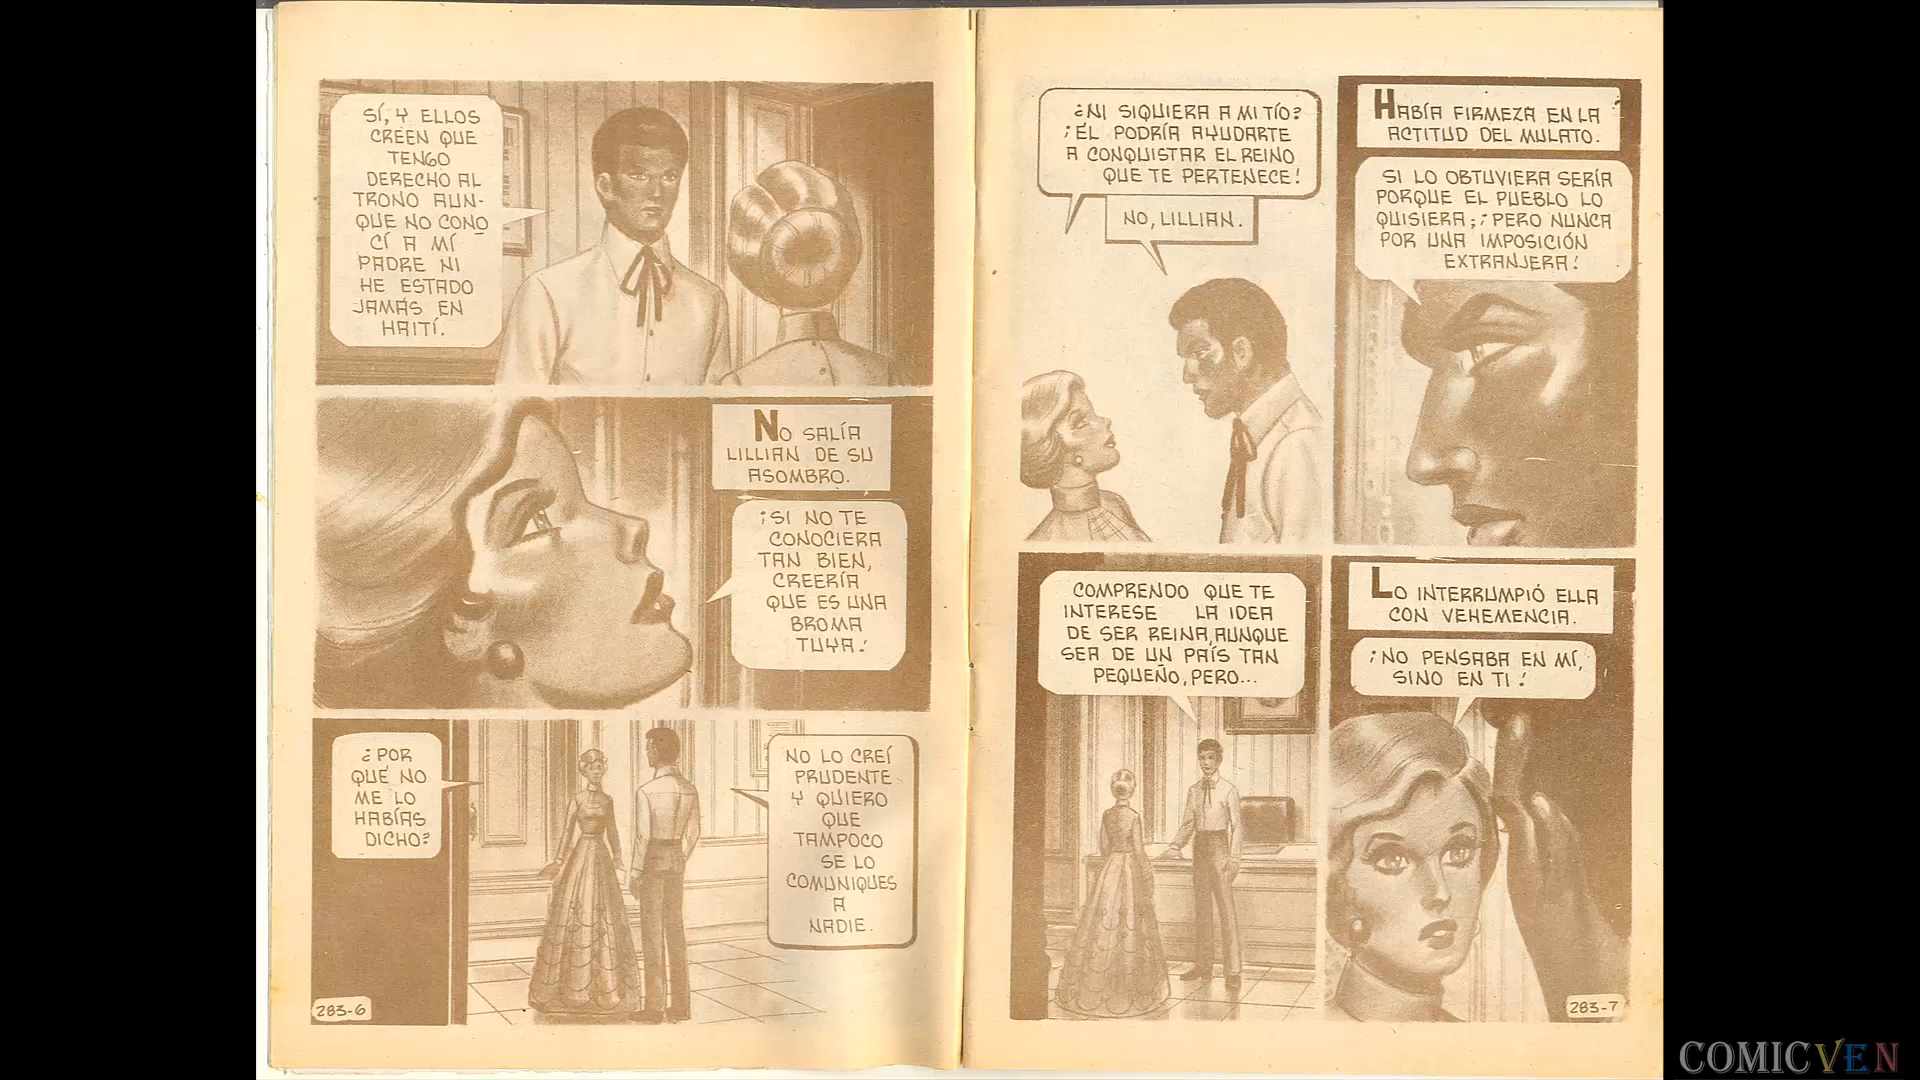 SÍ, Y ELLOS
CREEN QUE
TENGO
DERECHO AL
TRONO AUN-
QUE NO CONO
CÍ A MÍ
PADRE NI
HE ESTADO
JAMÁS EN
HAITÍ.
NO SALÍA
LILLIAN DE SU
ASOMBRO.
¡SI NO TE
CONOCIERA
TAN BIEN,
CREERÍA
QUE ES UNA
BROMA
TUYA!
¿POR
QUÉ NO
ME LO
HABÍAS
DICHO?
NO LO CREÍ
PRUDENTE
Y QUIERO
QUE
TAMPOCO
SE LO
COMUNIQUES
A
NADIE.
283-6
¿NI SIQUIERA A MI TÍO?
¡ÉL PODRÍA AYUDARTE
A CONQUISTAR EL REINO
QUE TE PERTENECE!
NO, LILLIAN.
HABÍA FIRMEZA EN LA
ACTITUD DEL MULATO.
SI LO OBTUVIERA SERÍA
PORQUE EL PUEBLO LO
QUISIERA; ¡PERO NUNCA
POR UNA IMPOSICIÓN
EXTRANJERA!
COMPRENDO QUE TE
INTERESE LA IDEA
DE SER REINA, AUNQUE
SEA DE UN PAÍS TAN
PEQUEÑO, PERO...
LO INTERRUMPIÓ ELLA
CON VEHEMENCIA.
¡NO PENSABA EN MÍ,
SINO EN TI!
283-7
COMICVEN